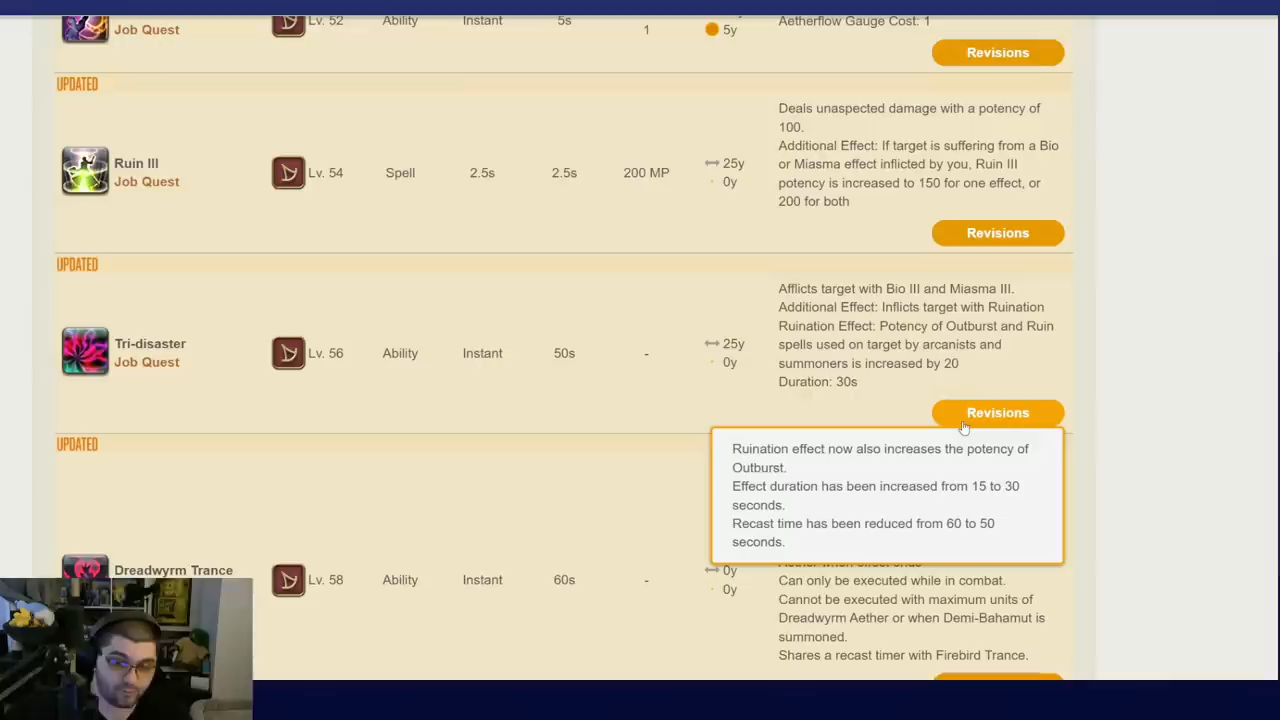 Lv. 52 Ability Instant 5s 1 5y Aetherflow Gauge Cost: 1
Job Quest
Revisions
UPDATED
Ruin III
Job Quest
Lv. 54
Spell
2.5s
2.5s
200 MP
25y
0y
Deals unaspected damage with a potency of
100.
Additional Effect: If target is suffering from a Bio
or Miasma effect inflicted by you, Ruin III
potency is increased to 150 for one effect, or
200 for both
Revisions
UPDATED
Tri-disaster
Job Quest
Lv. 56
Ability
Instant
50s
-
25y
0y
Afflicts target with Bio III and Miasma III.
Additional Effect: Inflicts target with Ruination
Ruination Effect: Potency of Outburst and Ruin
spells used on target by arcanists and
summoners is increased by 20
Duration: 30s
Revisions
Ruination effect now also increases the potency of
Outburst.
Effect duration has been increased from 15 to 30
seconds.
Recast time has been reduced from 60 to 50
seconds.
UPDATED
Dreadwyrm Trance
Lv. 58
Ability
Instant
60s
-
0y
0y
Can only be executed while in combat.
Cannot be executed with maximum units of
Dreadwyrm Aether or when Demi-Bahamut is
summoned.
Shares a recast timer with Firebird Trance.